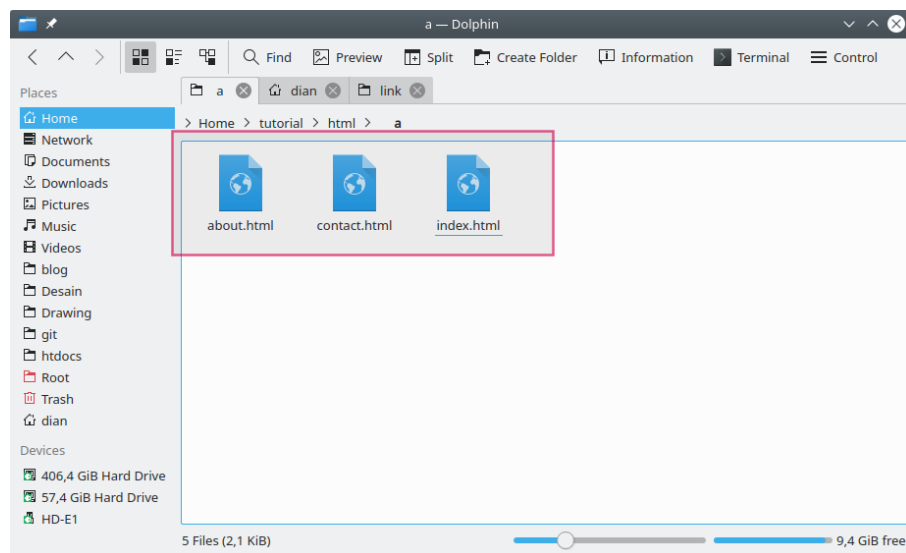 a — Dolphin
Find Preview Split Create Folder Information Terminal Control
Places
Home
Network
Documents
Downloads
Pictures
Music
Videos
blog
Desain
Drawing
git
htdocs
Root
Trash
dian
Devices
406,4 GiB Hard Drive
57,4 GiB Hard Drive
HD-E1
a dian link
> Home > tutorial > html > a
about.html contact.html index.html
5 Files (2,1 KiB) 9,4 GiB free